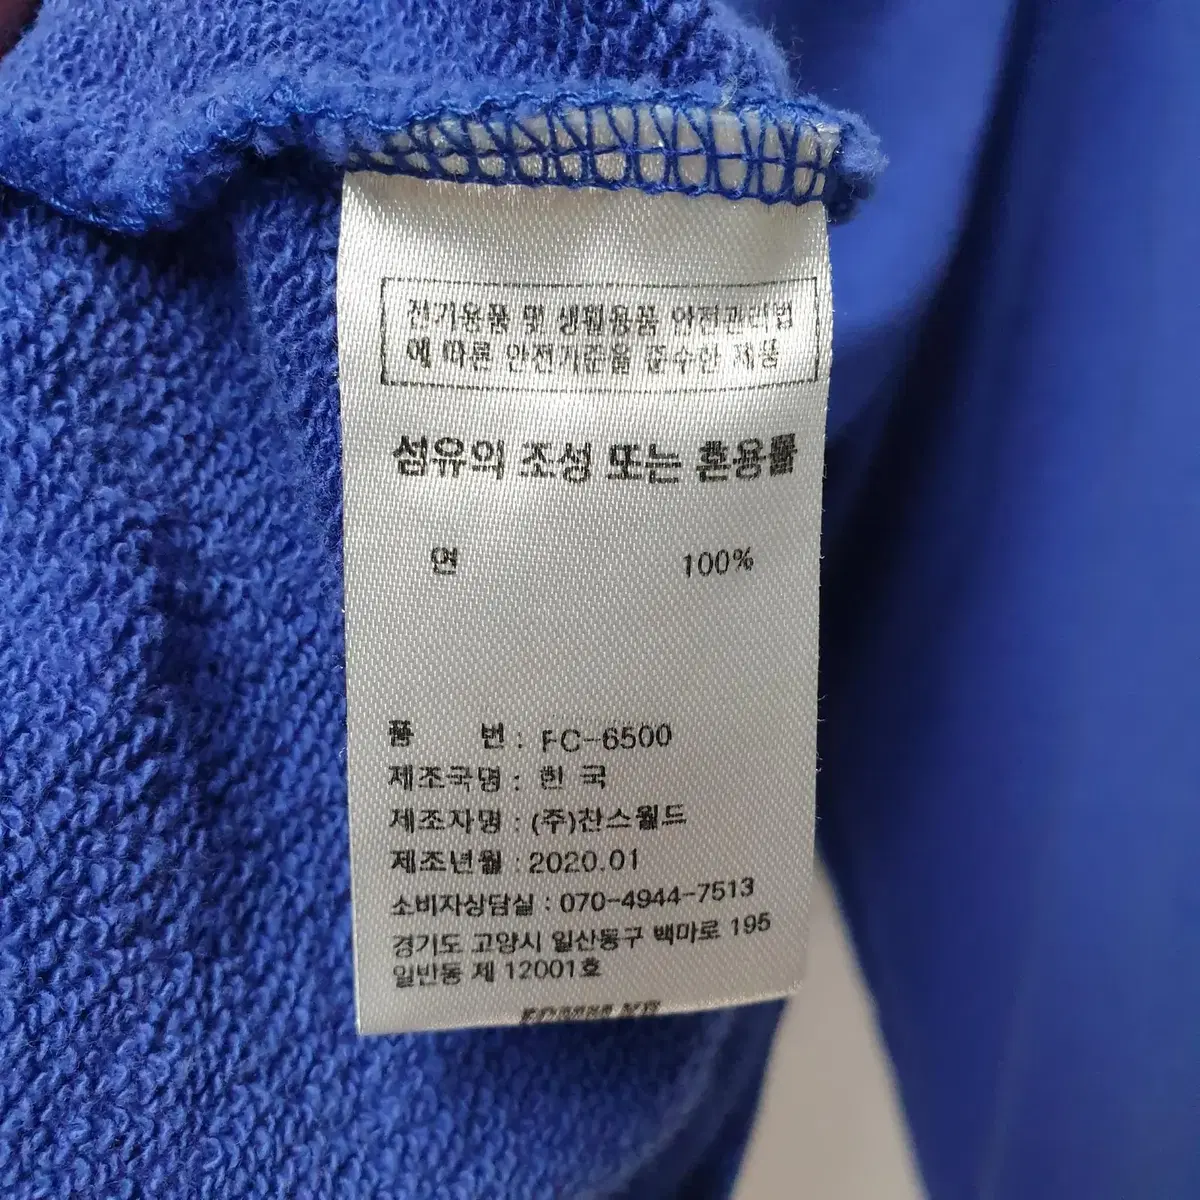 전기용품 및 생활용품 안전관리법
에 따른 안전기준을 준수한 제품
섬유의 조성 또는 혼용률
면 100%
품 번 : FC-6500
제조국명 : 한 국
제조자명 : (주)찬스월드
제조년월 : 2020.01
소비자상담실 : 070-4944-7513
경기도 고양시 일산동구 백마로 195
일반동 제 12001호